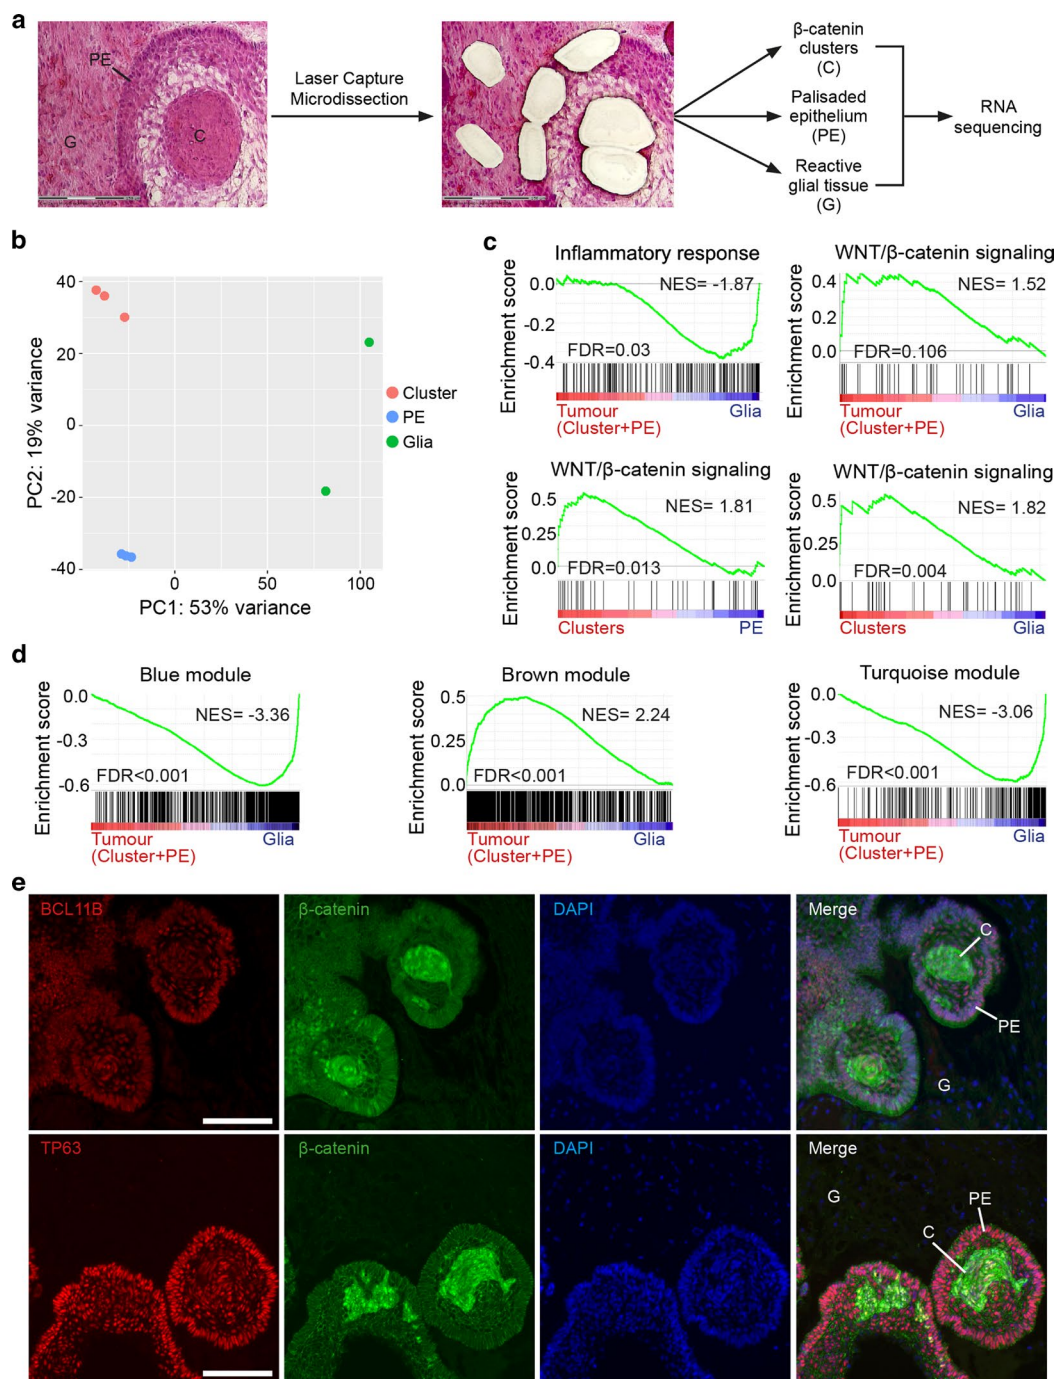 a
PE
G
C
Laser Capture
Microdissection
β-catenin
clusters
(C)
Palisaded
epithelium
(PE)
Reactive
glial tissue
(G)
RNA
sequencing
b
40
20
0
-20
-40
0
50
100
PC2: 19% variance
PC1: 53% variance
Cluster
PE
Glia
c
Inflammatory response
Enrichment score
0.0
-0.2
-0.4
NES= -1.87
FDR=0.03
Tumour
(Cluster+PE)
Glia
WNT/β-catenin signaling
Enrichment score
0.4
0.2
0.0
NES= 1.52
FDR=0.106
Tumour
(Cluster+PE)
Glia
WNT/β-catenin signaling
Enrichment score
0.5
0.25
0.0
NES= 1.81
FDR=0.013
Clusters
PE
WNT/β-catenin signaling
Enrichment score
0.5
0.25
0.0
NES= 1.82
FDR=0.004
Clusters
Glia
d
Blue module
Enrichment score
0.0
-0.3
-0.6
NES= -3.36
FDR<0.001
Tumour
(Cluster+PE)
Glia
Brown module
Enrichment score
0.5
0.0
NES= 2.24
FDR<0.001
Tumour
(Cluster+PE)
Glia
Turquoise module
Enrichment score
0.0
-0.3
-0.6
NES= -3.06
FDR<0.001
Tumour
(Cluster+PE)
Glia
e
BCL11B
β-catenin
DAPI
Merge
C
PE
G
TP63
β-catenin
DAPI
Merge
G
PE
C